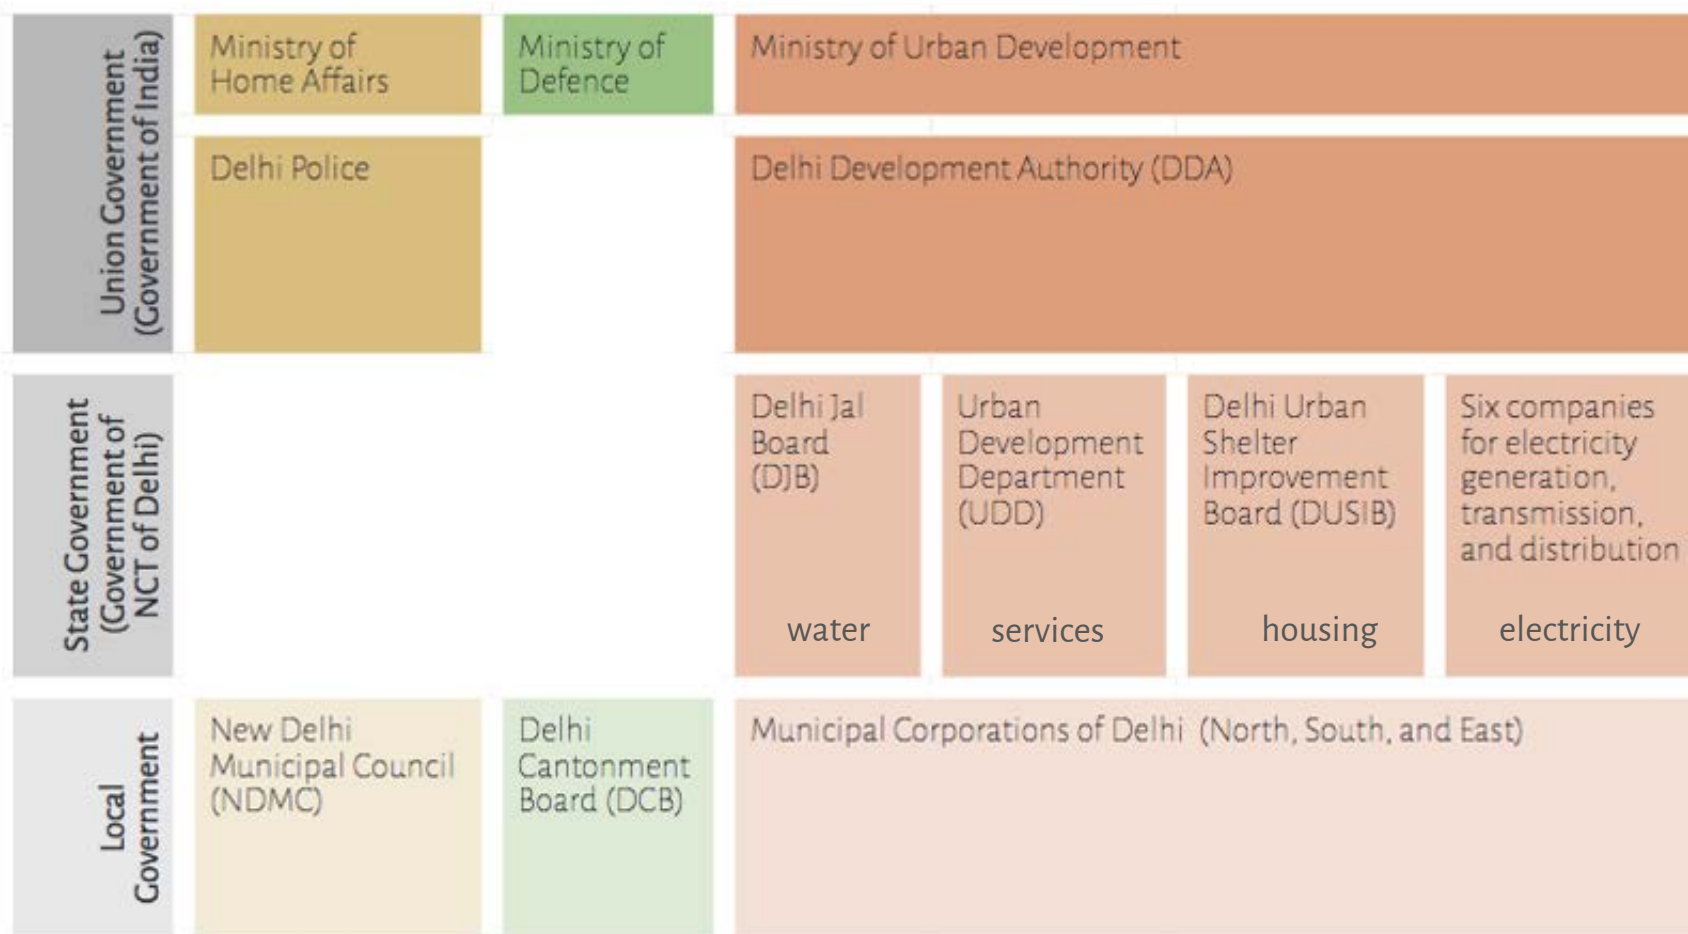 Union Government
(Government of India)
Ministry of
Home Affairs
Ministry of
Defence
Ministry of Urban Development
Delhi Police
Delhi Development Authority (DDA)
State Government
(Government of
NCT of Delhi)
Delhi Jal
Board
(DJB)
water
Urban
Development
Department
(UDD)
services
Delhi Urban
Shelter
Improvement
Board (DUSIB)
housing
Six companies
for electricity
generation,
transmission,
and distribution
electricity
Local
Government
New Delhi
Municipal Council
(NDMC)
Delhi
Cantonment
Board (DCB)
Municipal Corporations of Delhi (North, South, and East)